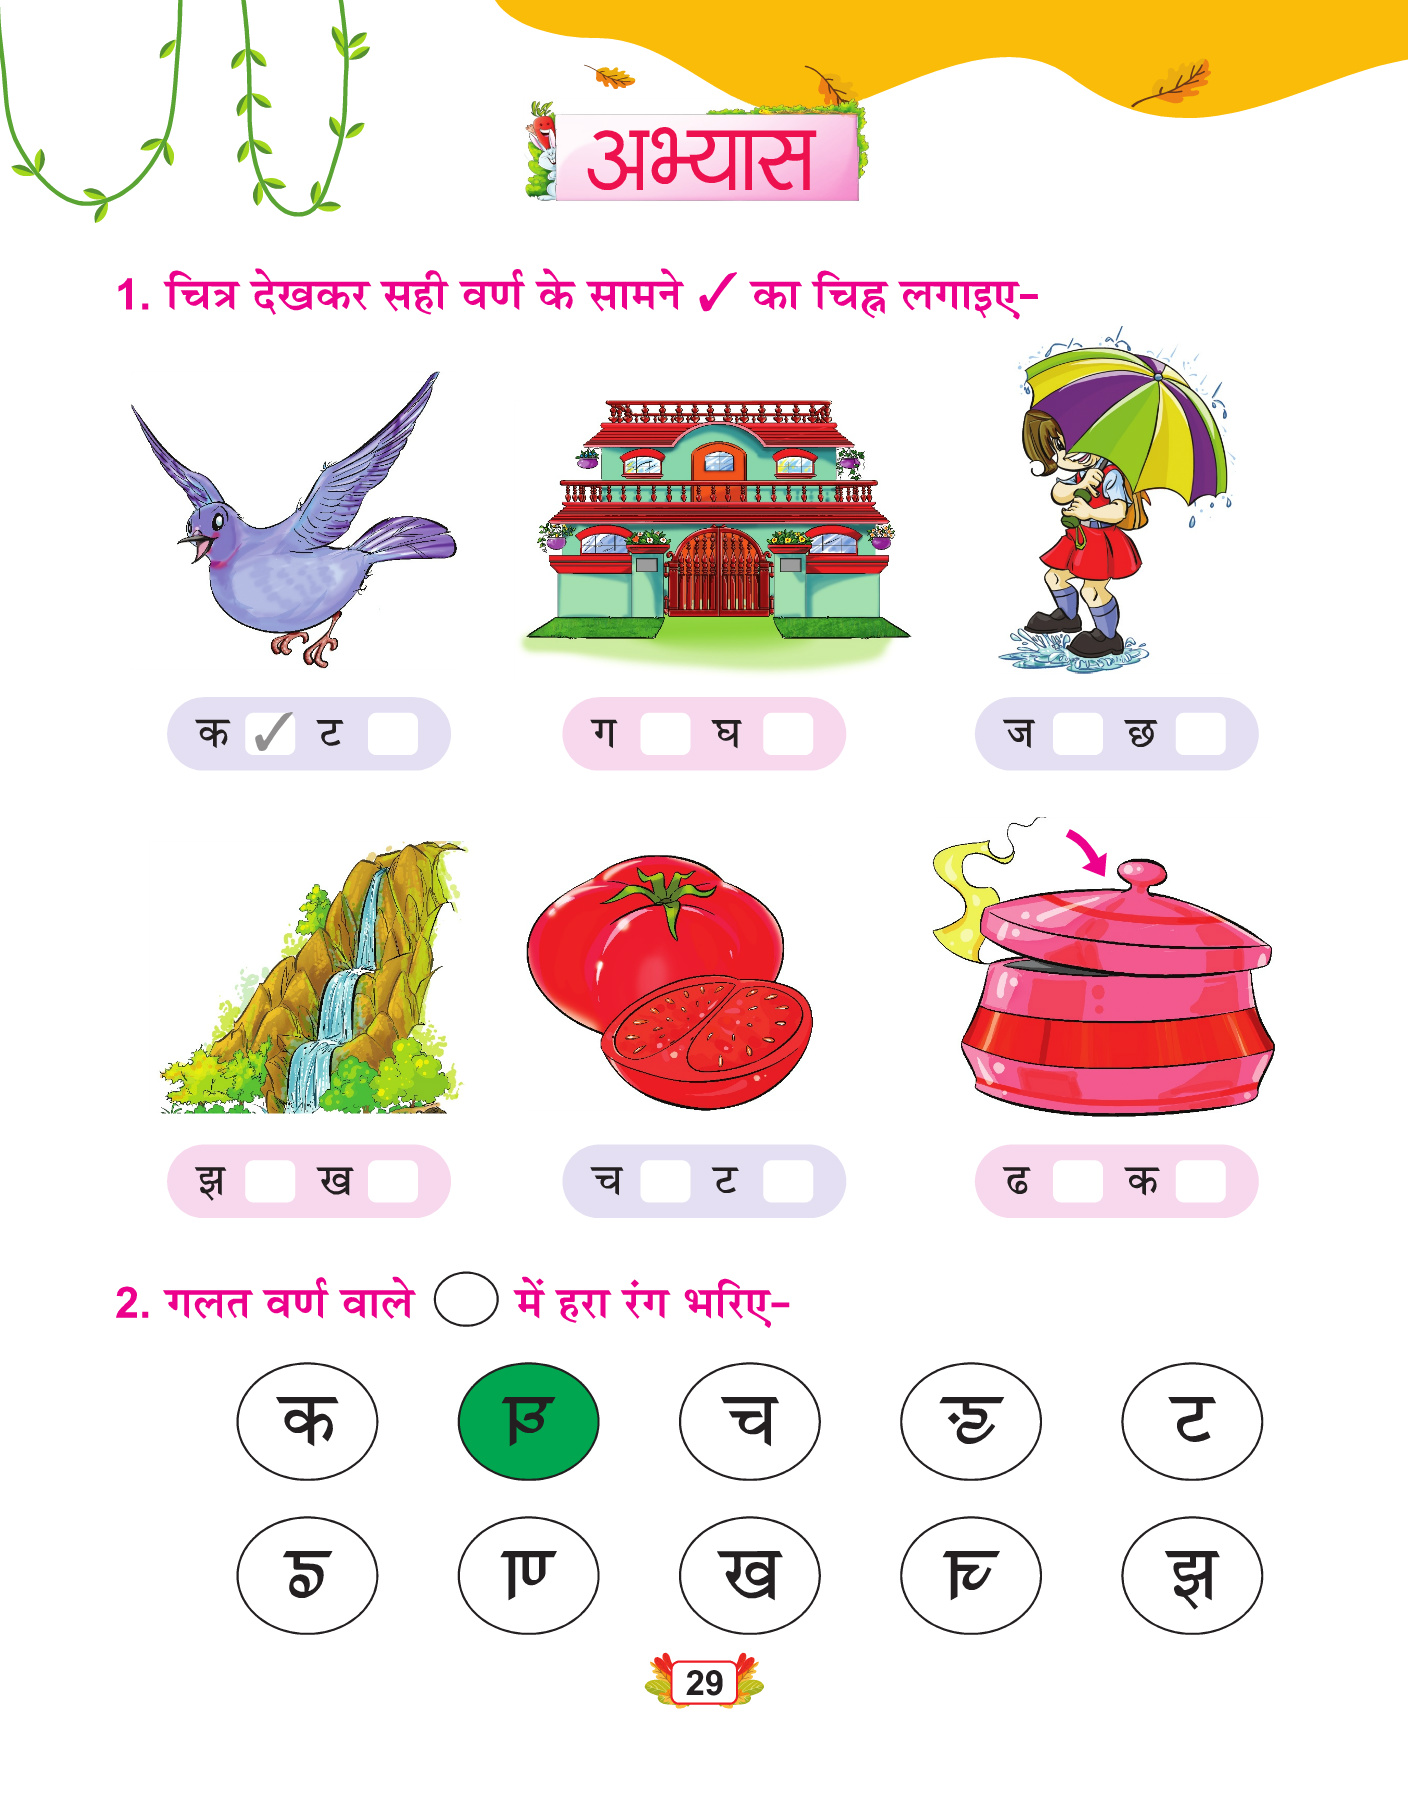 अभ्यास
1. चित्र देखकर सही वर्ण के सामने ✓ का चिह्न लगाइए-
क ✓ ट ग घ ज छ
झ ख च ट ढ क
2. गलत वर्ण वाले में हरा रंग भरिए-
क च ट
ख झ
29